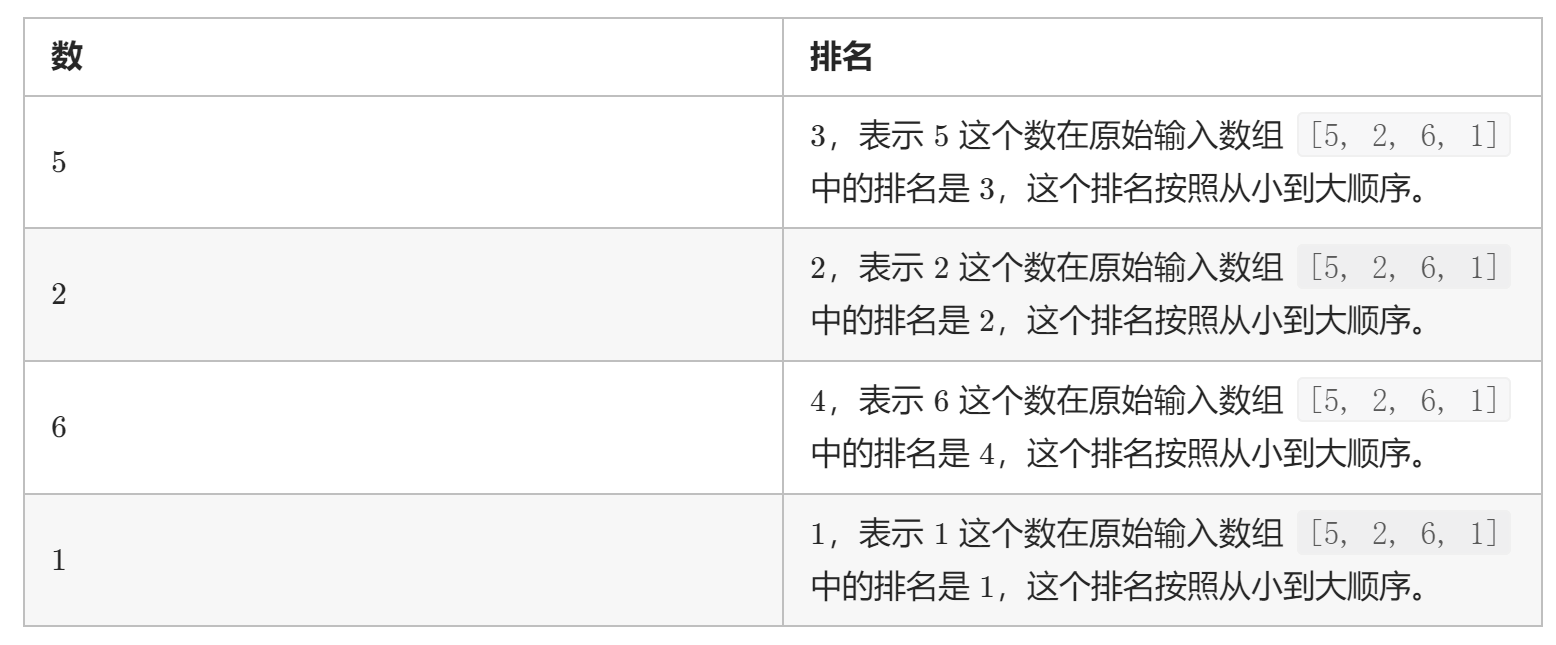 数 排名
5
3，表示 5 这个数在原始输入数组 [5, 2, 6, 1]
中的排名是 3，这个排名按照从小到大顺序。
2
2，表示 2 这个数在原始输入数组 [5, 2, 6, 1]
中的排名是 2，这个排名按照从小到大顺序。
6
4，表示 6 这个数在原始输入数组 [5, 2, 6, 1]
中的排名是 4，这个排名按照从小到大顺序。
1
1，表示 1 这个数在原始输入数组 [5, 2, 6, 1]
中的排名是 1，这个排名按照从小到大顺序。